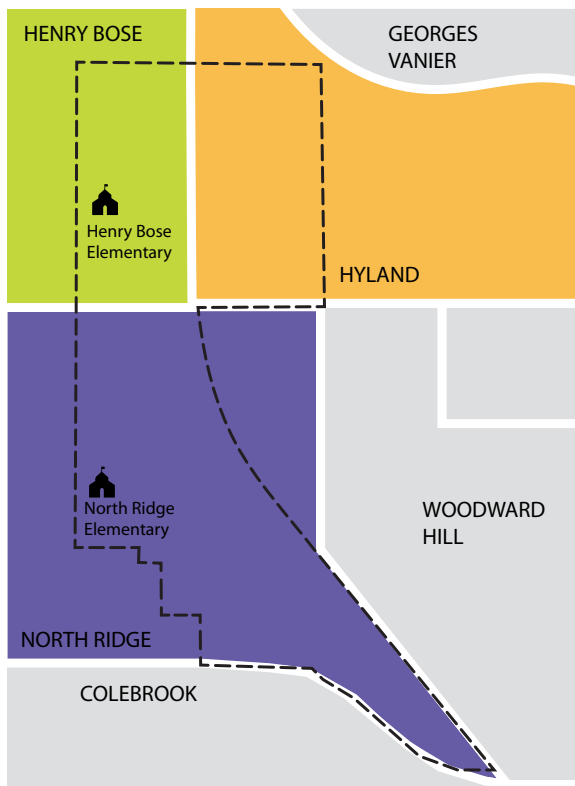 HENRY BOSE
GEORGES
VANIER
Henry Bose
Elementary
HYLAND
North Ridge
Elementary
WOODWARD
HILL
NORTH RIDGE
COLEBROOK